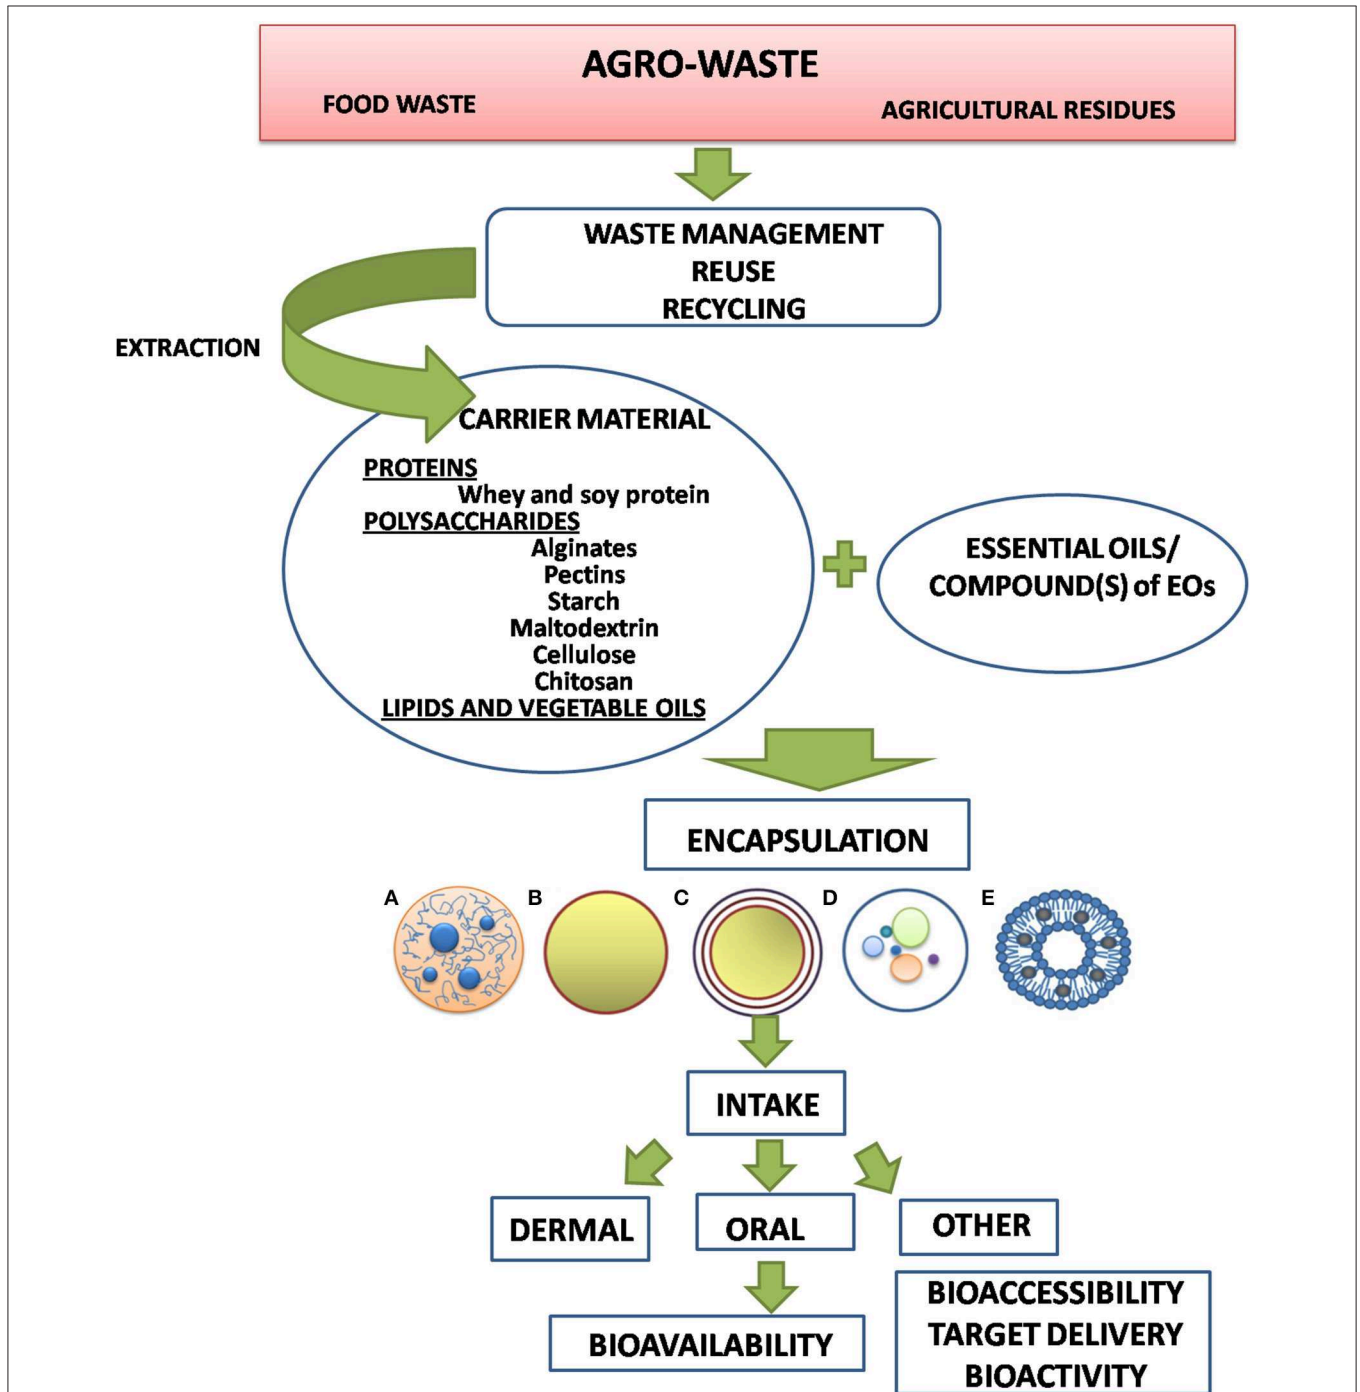 AGRO-WASTE
FOOD WASTE
AGRICULTURAL RESIDUES
WASTE MANAGEMENT
REUSE
RECYCLING
EXTRACTION
CARRIER MATERIAL
PROTEINS
Whey and soy protein
POLYSACCHARIDES
Alginates
Pectins
Starch
Maltodextrin
Cellulose
Chitosan
LIPIDS AND VEGETABLE OILS
ESSENTIAL OILS/
COMPOUND(S) of EOs
ENCAPSULATION
A B C D E
INTAKE
DERMAL
ORAL
OTHER
BIOAVAILABILITY
BIOACCESSIBILITY
TARGET DELIVERY
BIOACTIVITY